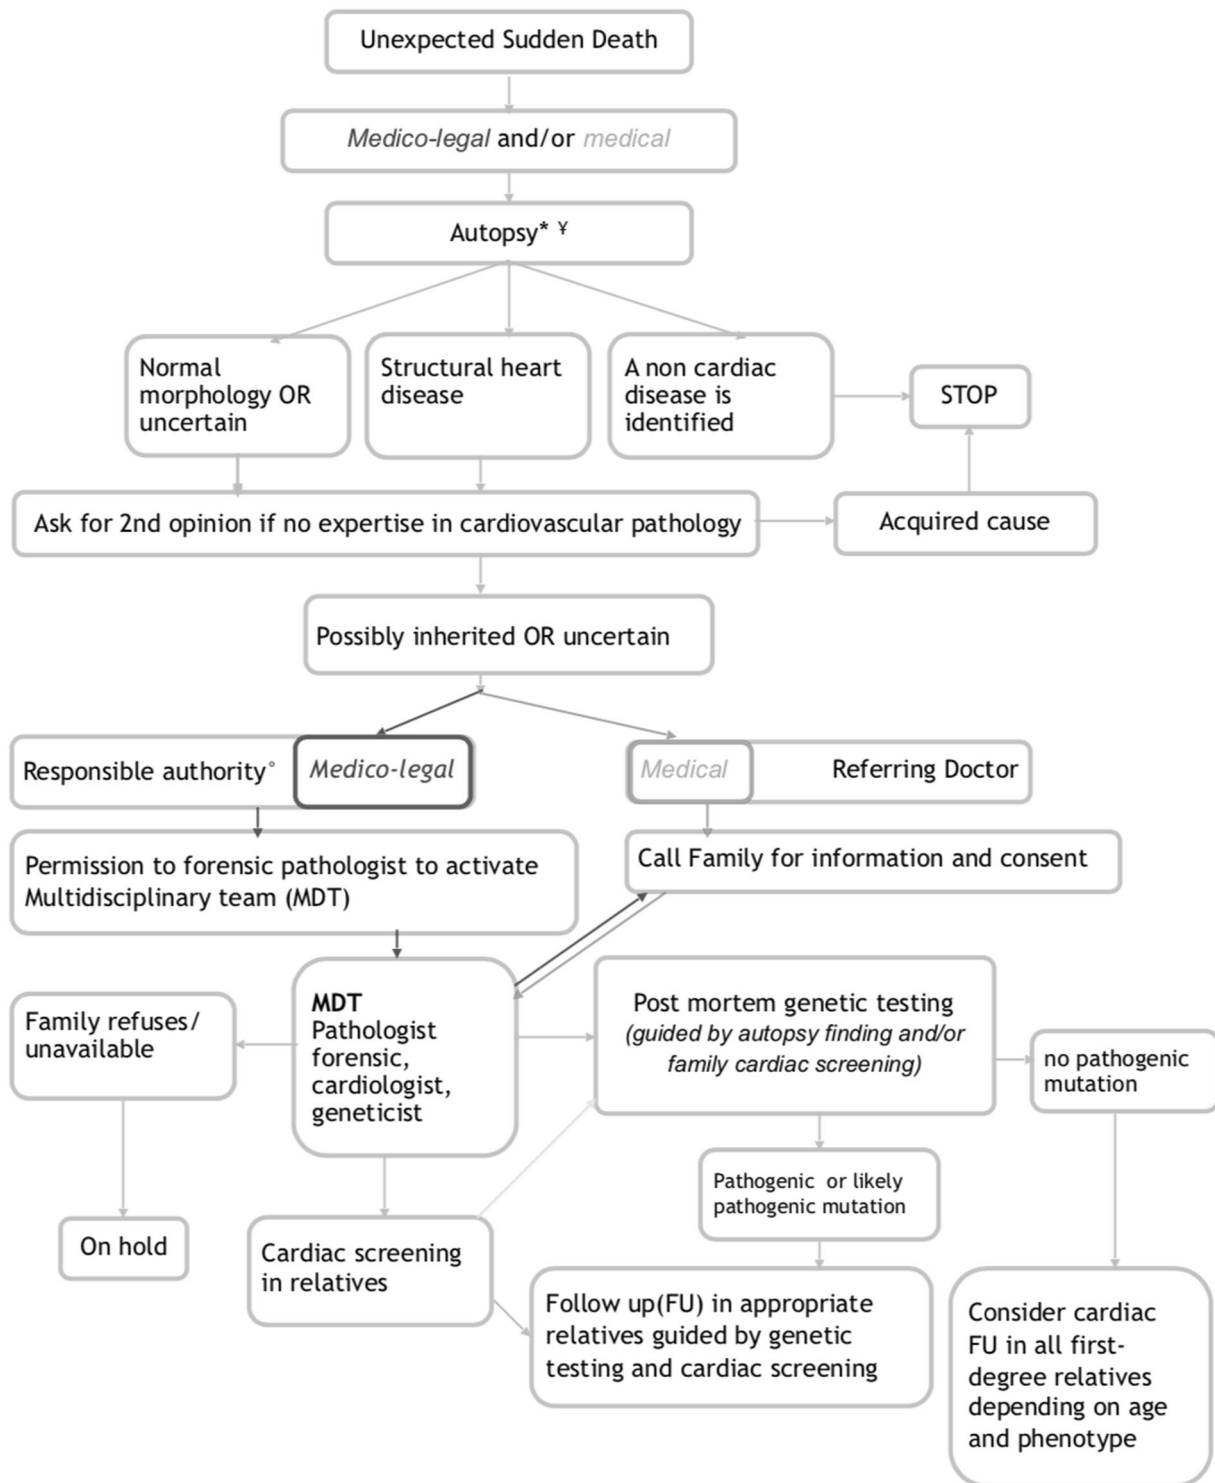 Unexpected Sudden Death
Medico-legal and/or medical
Autopsy* ¥
Normal
morphology OR
uncertain
Structural heart
disease
A non cardiac
disease is
identified
STOP
Ask for 2nd opinion if no expertise in cardiovascular pathology
Acquired cause
Possibly inherited OR uncertain
Responsible authority° Medico-legal
Medical Referring Doctor
Permission to forensic pathologist to activate
Multidisciplinary team (MDT)
Call Family for information and consent
Family refuses/
unavailable
MDT
Pathologist
forensic,
cardiologist,
geneticist
Post mortem genetic testing
(guided by autopsy finding and/or
family cardiac screening)
no pathogenic
mutation
Pathogenic or likely
pathogenic mutation
On hold
Cardiac screening
in relatives
Follow up(FU) in appropriate
relatives guided by genetic
testing and cardiac screening
Consider cardiac
FU in all first-
degree relatives
depending on age
and phenotype